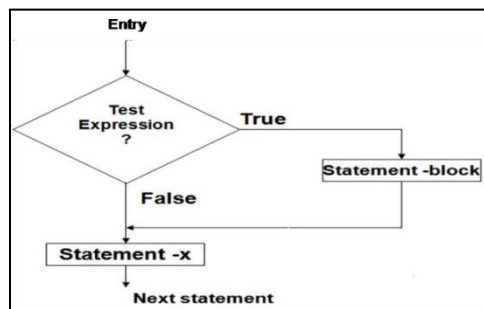 Entry
Test
Expression
?
True
Statement -block
False
Statement -x
Next statement